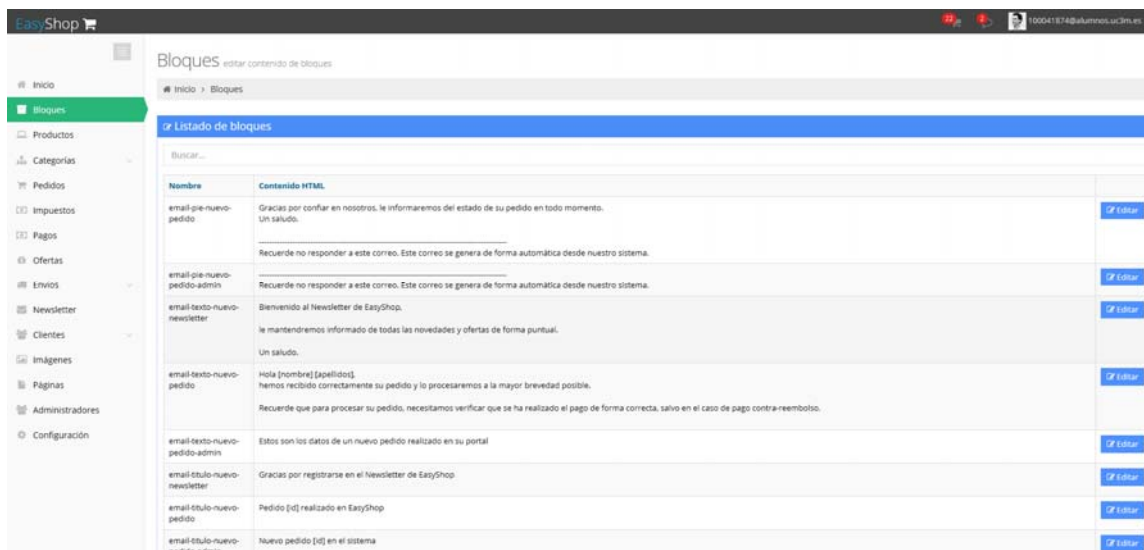 EasyShop
22
2
100041874@alumnos.uc3m.es
Bloques editar contenido de bloques
Inicio > Bloques
Inicio
Bloques
Productos
Categorías
Pedidos
Impuestos
Pagos
Ofertas
Envios
Newsletter
Clientes
Imágenes
Páginas
Administradores
Configuración
Listado de bloques
Buscar...
Nombre Contenido HTML
email-pie-nuevo-
pedido
Gracias por confiar en nosotros, le informaremos del estado de su pedido en todo momento.
Un saludo.
Recuerde no responder a este correo. Este correo se genera de forma automática desde nuestro sistema.
Editar
email-pie-nuevo-
pedido-admin
Recuerde no responder a este correo. Este correo se genera de forma automática desde nuestro sistema.
Editar
email-texto-nuevo-
newsletter
Bienvenido al Newsletter de EasyShop,
le mantendremos informado de todas las novedades y ofertas de forma puntual.
Un saludo.
Editar
email-texto-nuevo-
pedido
Hola [nombre] [apellidos],
hemos recibido correctamente su pedido y lo procesaremos a la mayor brevedad posible.
Recuerde que para procesar su pedido, necesitamos verificar que se ha realizado el pago de forma correcta, salvo en el caso de pago contra-reembolso.
Editar
email-texto-nuevo-
pedido-admin
Estos son los datos de un nuevo pedido realizado en su portal
Editar
email-titulo-nuevo-
newsletter
Gracias por registrarse en el Newsletter de EasyShop
Editar
email-titulo-nuevo-
pedido
Pedido [id] realizado en EasyShop
Editar
email-titulo-nuevo-
Nuevo pedido [id] en el sistema
Editar